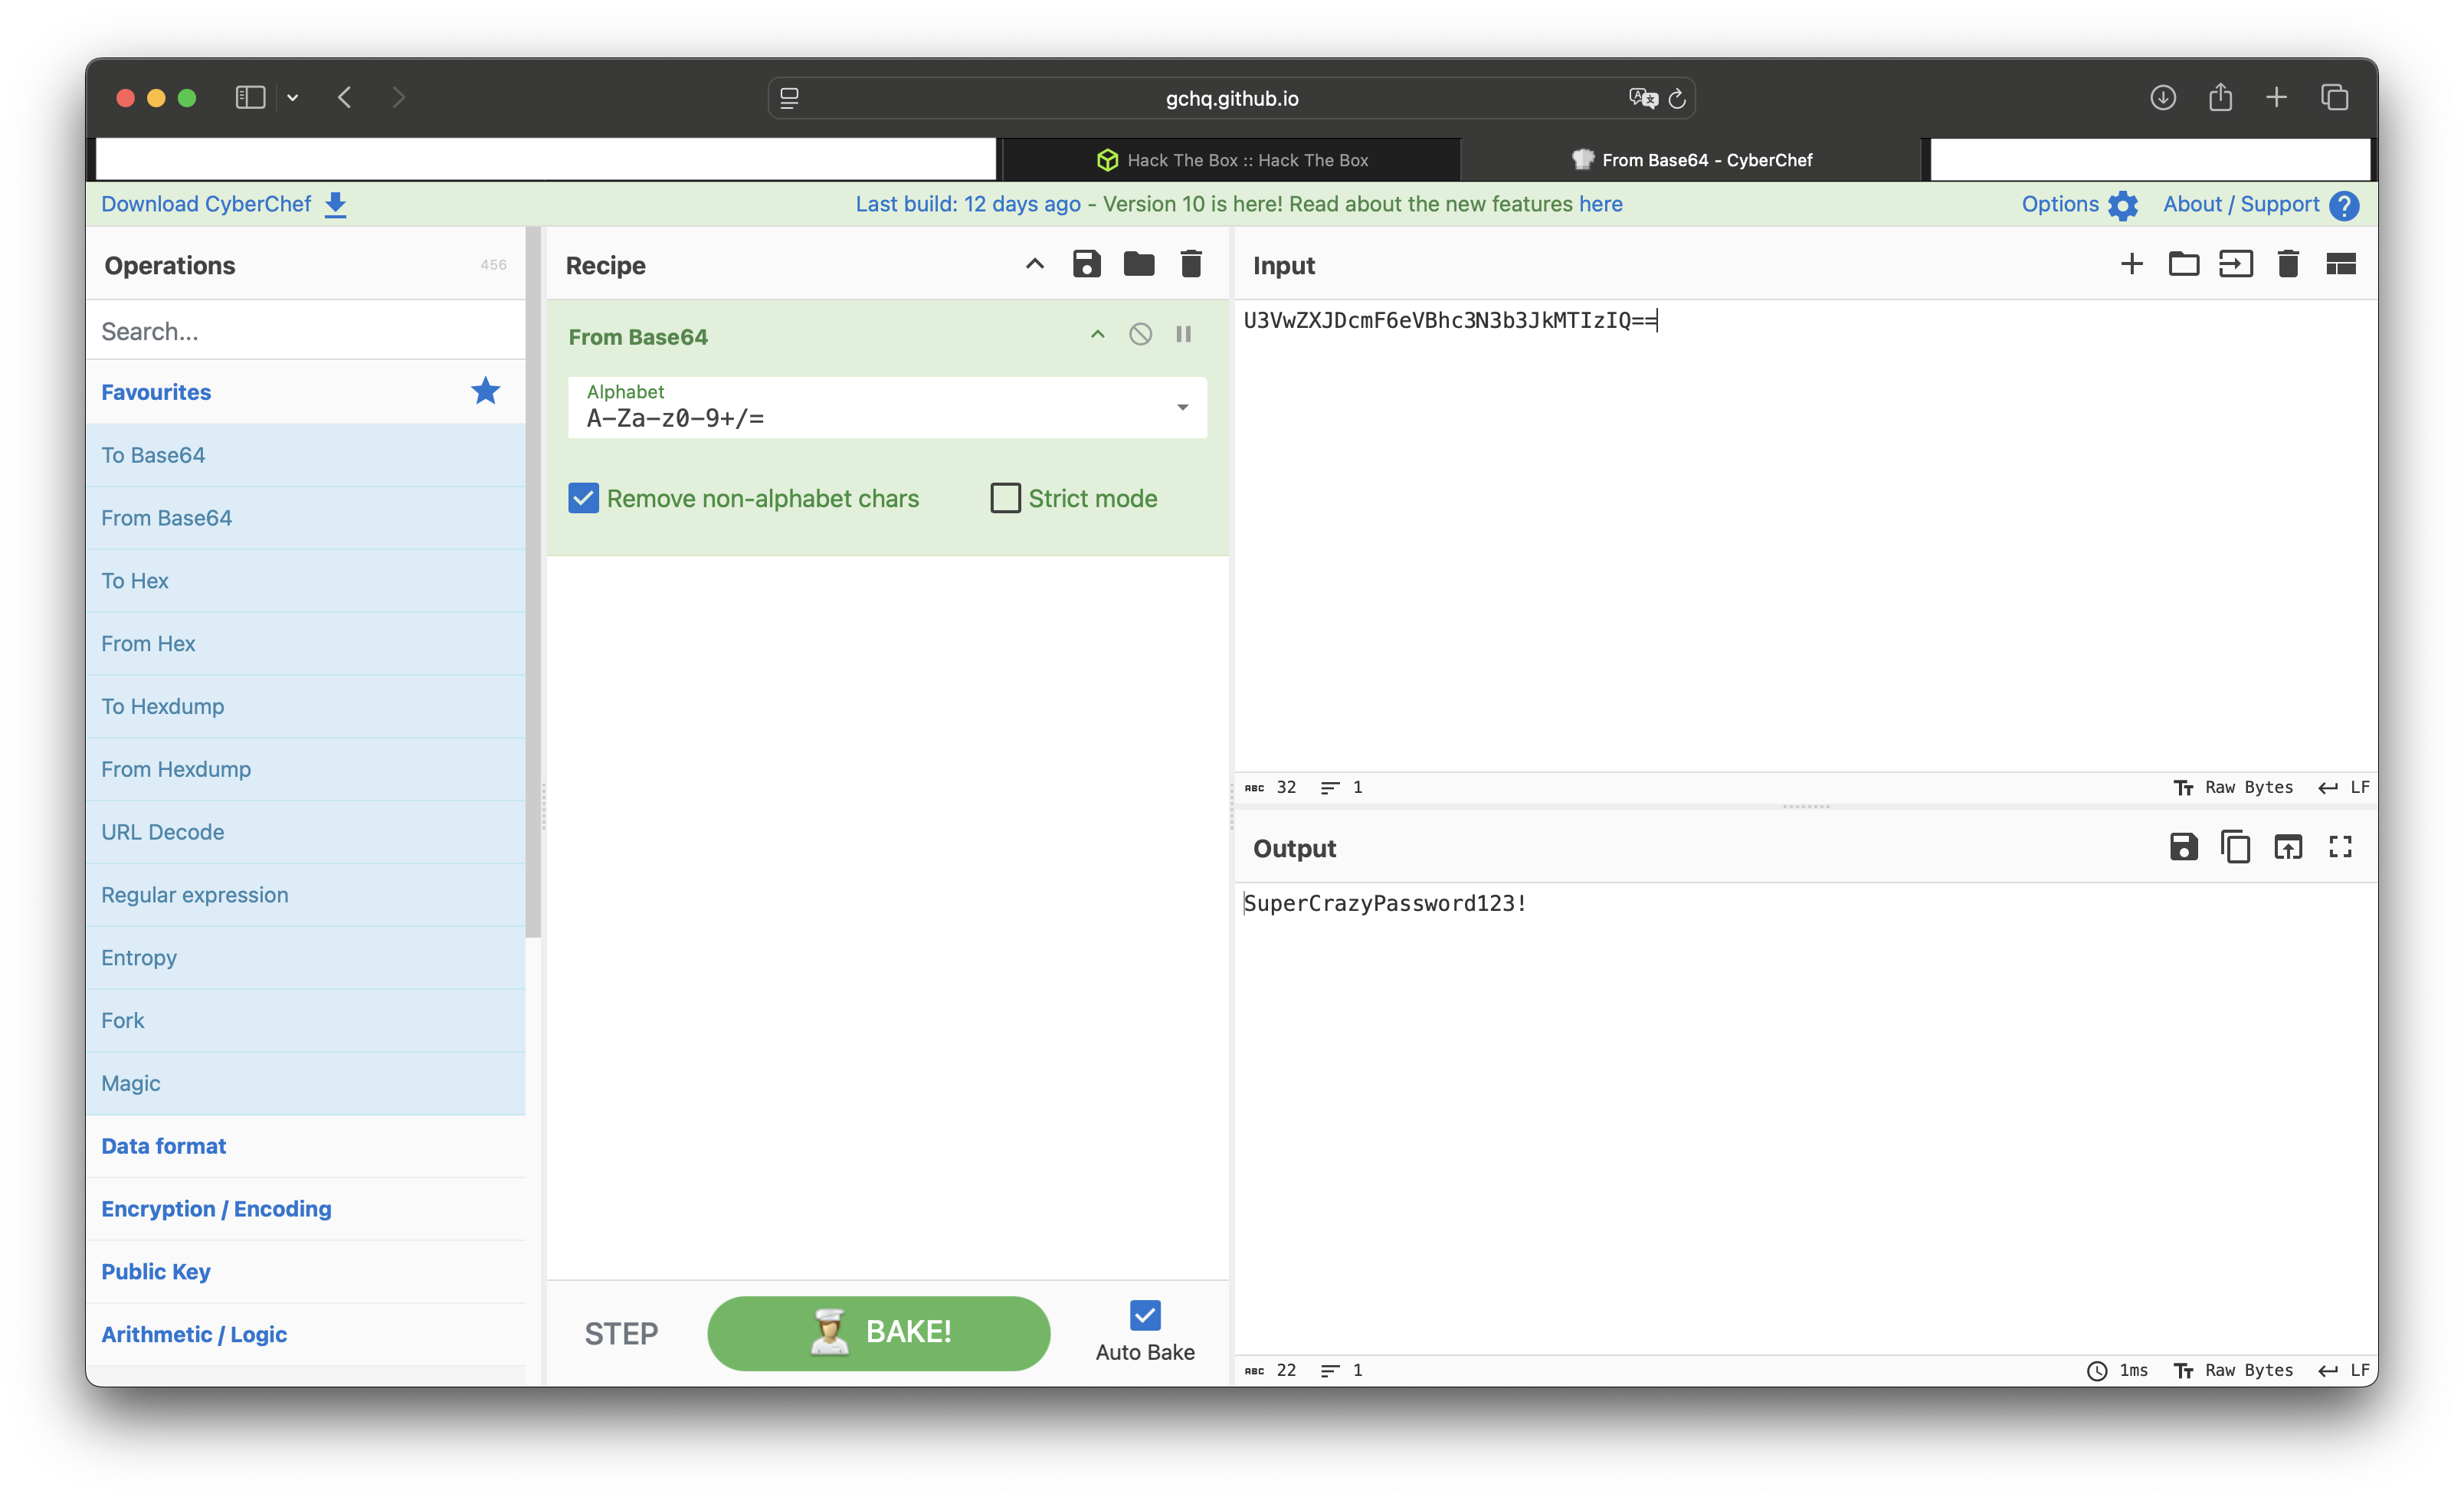 gchq.github.io
Hack The Box :: Hack The Box
From Base64 - CyberChef
Download CyberChef
Last build: 12 days ago - Version 10 is here! Read about the new features here
Options
About / Support
Operations
456
Search...
Favourites
To Base64
From Base64
To Hex
From Hex
To Hexdump
From Hexdump
URL Decode
Regular expression
Entropy
Fork
Magic
Data format
Encryption / Encoding
Public Key
Arithmetic / Logic
Recipe
From Base64
Alphabet
A-Za-z0-9+/=
Remove non-alphabet chars
Strict mode
STEP
BAKE!
Auto Bake
Input
U3VwZXJDcmF6eVBhc3N3b3JkMTIzIQ==
ABC 32 1
Raw Bytes LF
Output
SuperCrazyPassword123!
ABC 22 1
1ms Raw Bytes LF